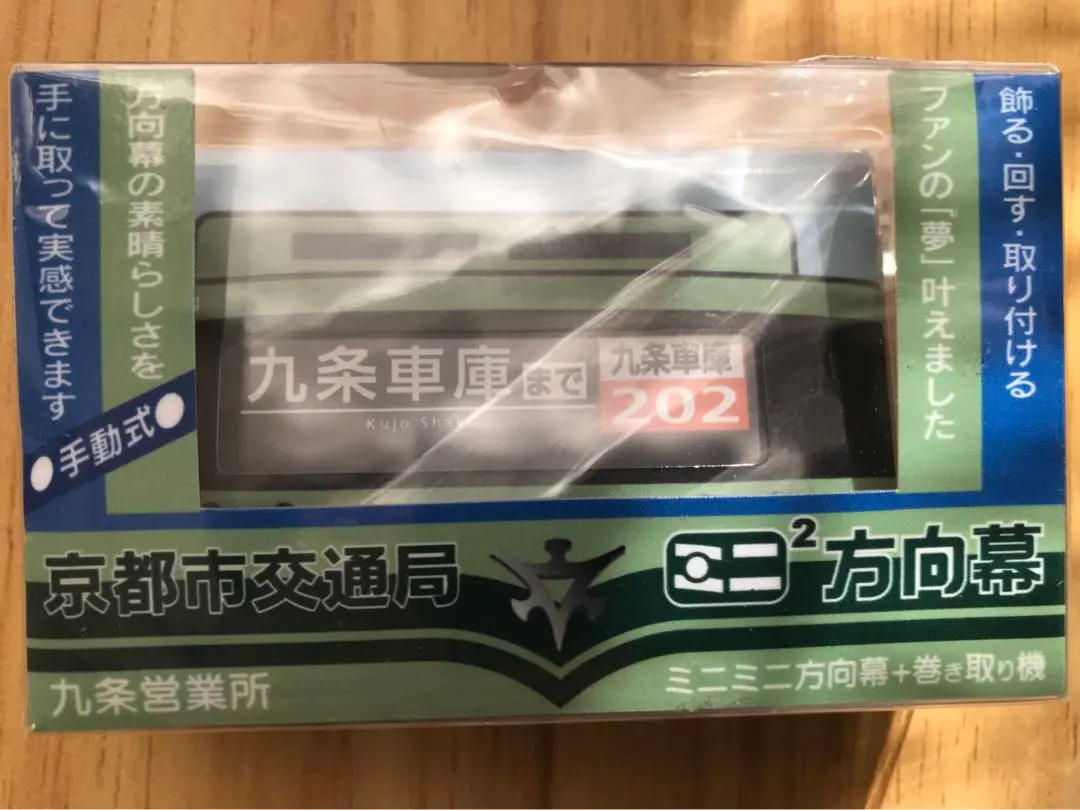 飾る・回す・取り付ける
ファンの「夢」叶えました
方向幕の素晴らしさを
手に取って実感できます
●手動式●
九条車庫まで
Kujo
九条車庫
202
京都市交通局
ミニ² 方向幕
九条営業所
ミニミニ方向幕+巻き取り機